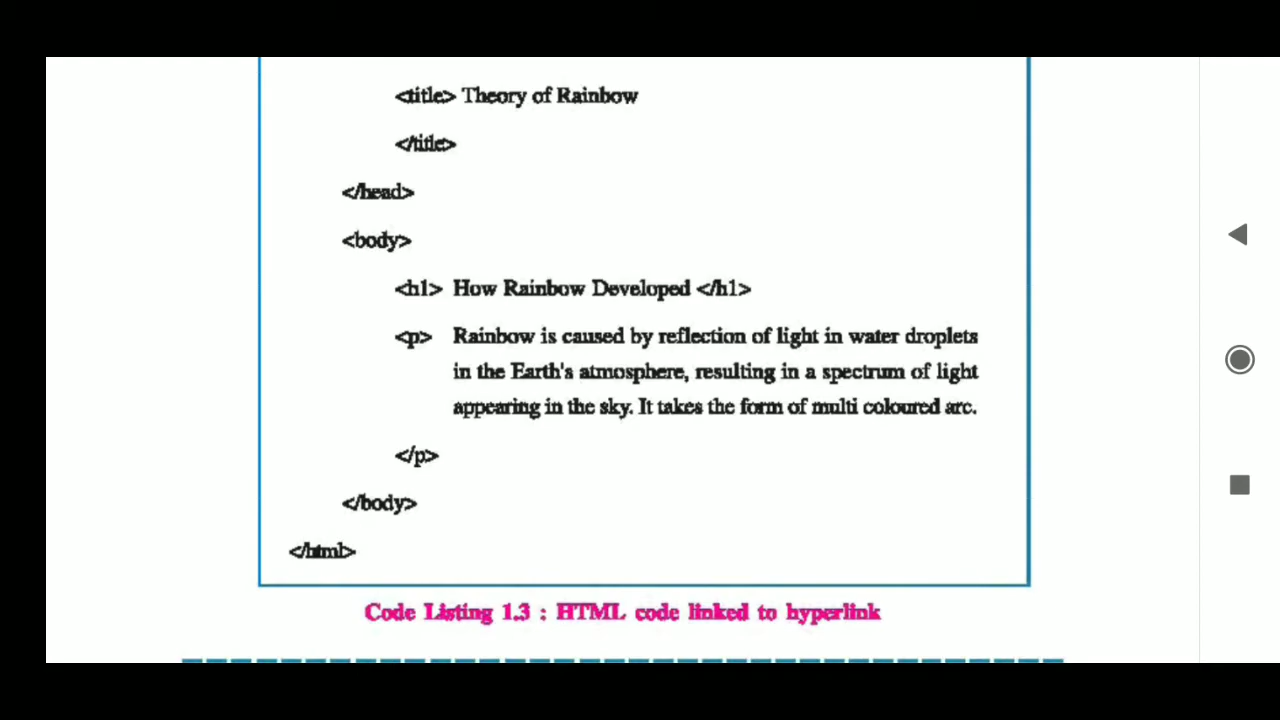 <title> Theory of Rainbow
</title>
</head>
<body>
<h1> How Rainbow Developed </h1>
<p> Rainbow is caused by reflection of light in water droplets
in the Earth's atmosphere, resulting in a spectrum of light
appearing in the sky. It takes the form of multi coloured arc.
</p>
</body>
</html>
Code Listing 1.3 : HTML code linked to hyperlink